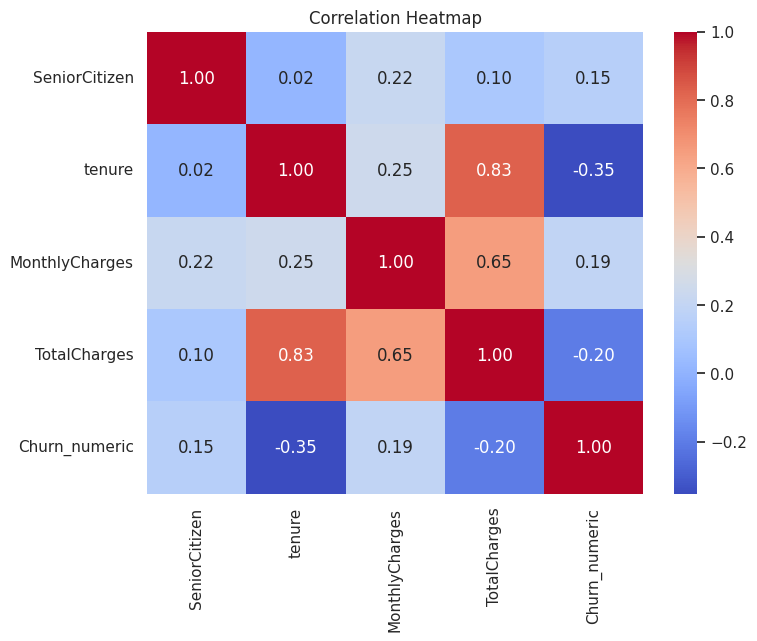 Correlation Heatmap
SeniorCitizen 1.00 0.02 0.22 0.10 0.15
tenure 0.02 1.00 0.25 0.83 -0.35
MonthlyCharges 0.22 0.25 1.00 0.65 0.19
TotalCharges 0.10 0.83 0.65 1.00 -0.20
Churn_numeric 0.15 -0.35 0.19 -0.20 1.00
SeniorCitizen
tenure
MonthlyCharges
TotalCharges
Churn_numeric
1.0
0.8
0.6
0.4
0.2
0.0
−0.2